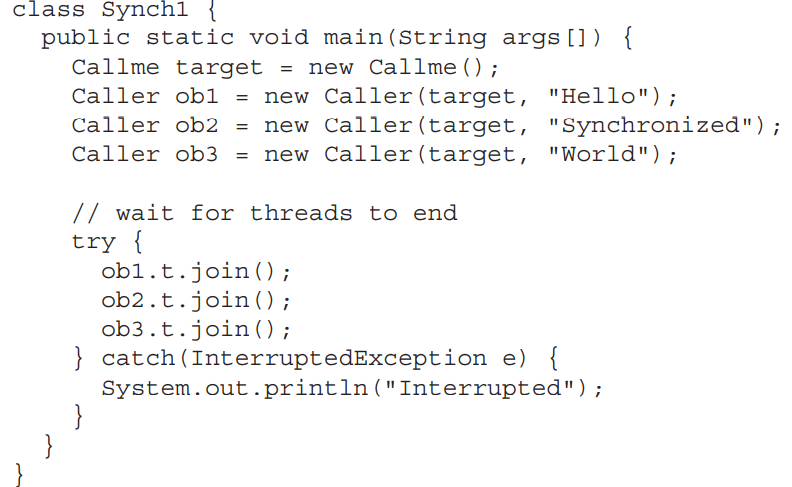 class Synch1 {
  public static void main(String args[]) {
    Callme target = new Callme();
    Caller ob1 = new Caller(target, "Hello");
    Caller ob2 = new Caller(target, "Synchronized");
    Caller ob3 = new Caller(target, "World");

    // wait for threads to end
    try {
      ob1.t.join();
      ob2.t.join();
      ob3.t.join();
    } catch(InterruptedException e) {
      System.out.println("Interrupted");
    }
  }
}